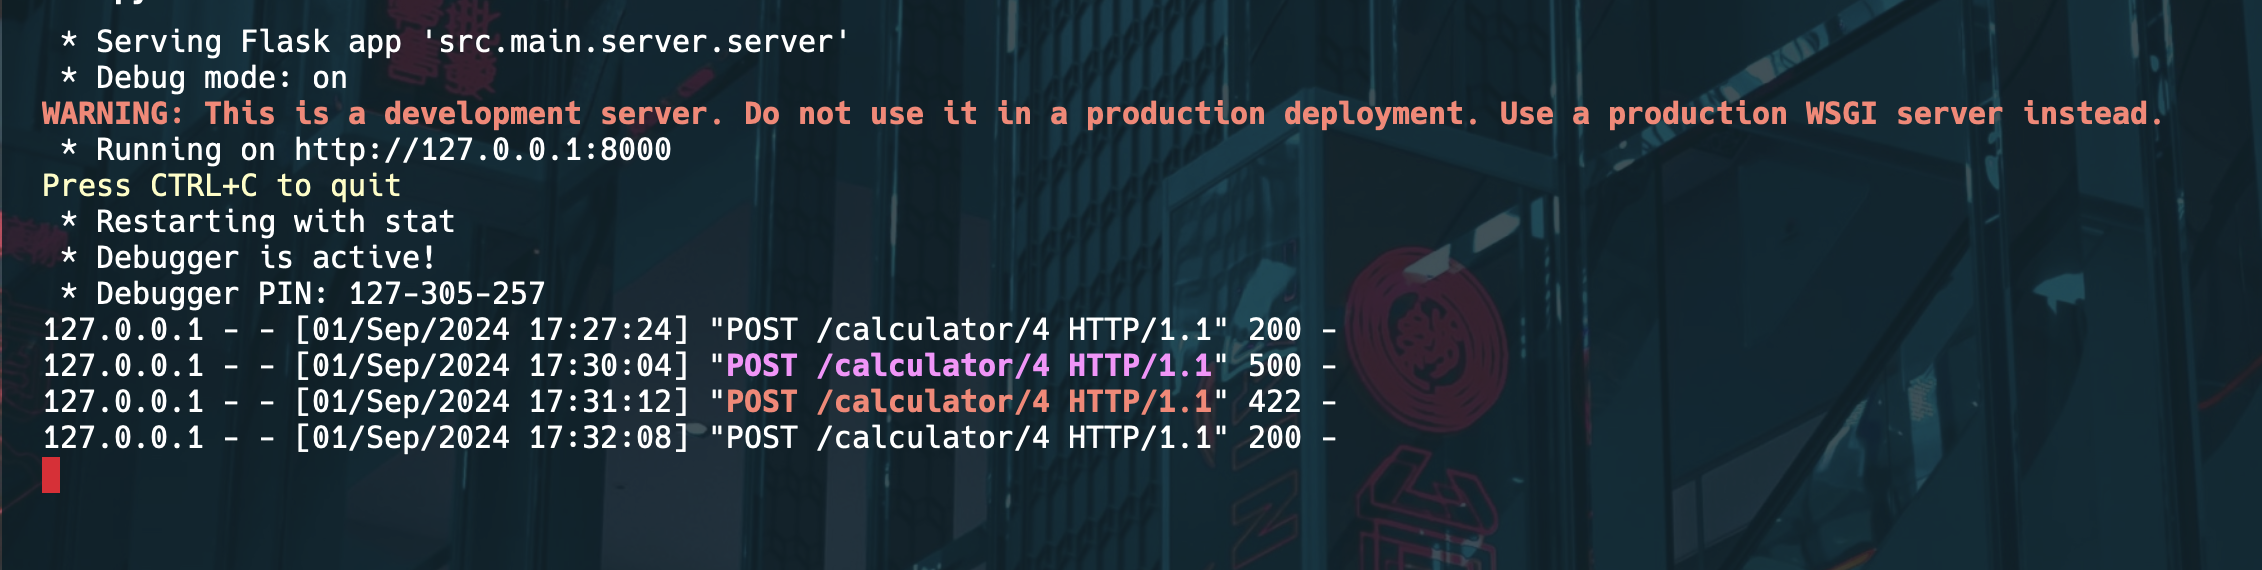 * Serving Flask app 'src.main.server.server'
* Debug mode: on
WARNING: This is a development server. Do not use it in a production deployment. Use a production WSGI server instead.
* Running on http://127.0.0.1:8000
Press CTRL+C to quit
* Restarting with stat
* Debugger is active!
* Debugger PIN: 127-305-257
127.0.0.1 - - [01/Sep/2024 17:27:24] "POST /calculator/4 HTTP/1.1" 200 -
127.0.0.1 - - [01/Sep/2024 17:30:04] "POST /calculator/4 HTTP/1.1" 500 -
127.0.0.1 - - [01/Sep/2024 17:31:12] "POST /calculator/4 HTTP/1.1" 422 -
127.0.0.1 - - [01/Sep/2024 17:32:08] "POST /calculator/4 HTTP/1.1" 200 -